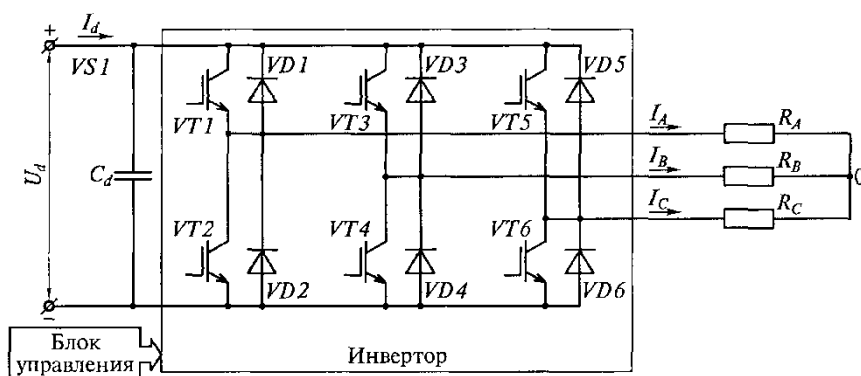 +
I_d
VS1
VD1
VD3
VD5
VT1
VT3
VT5
I_A
R_A
I_B
R_B
0
I_C
R_C
U_d
C_d
VT2
VT4
VT6
VD2
VD4
VD6
−
Блок
управления
Инвертор